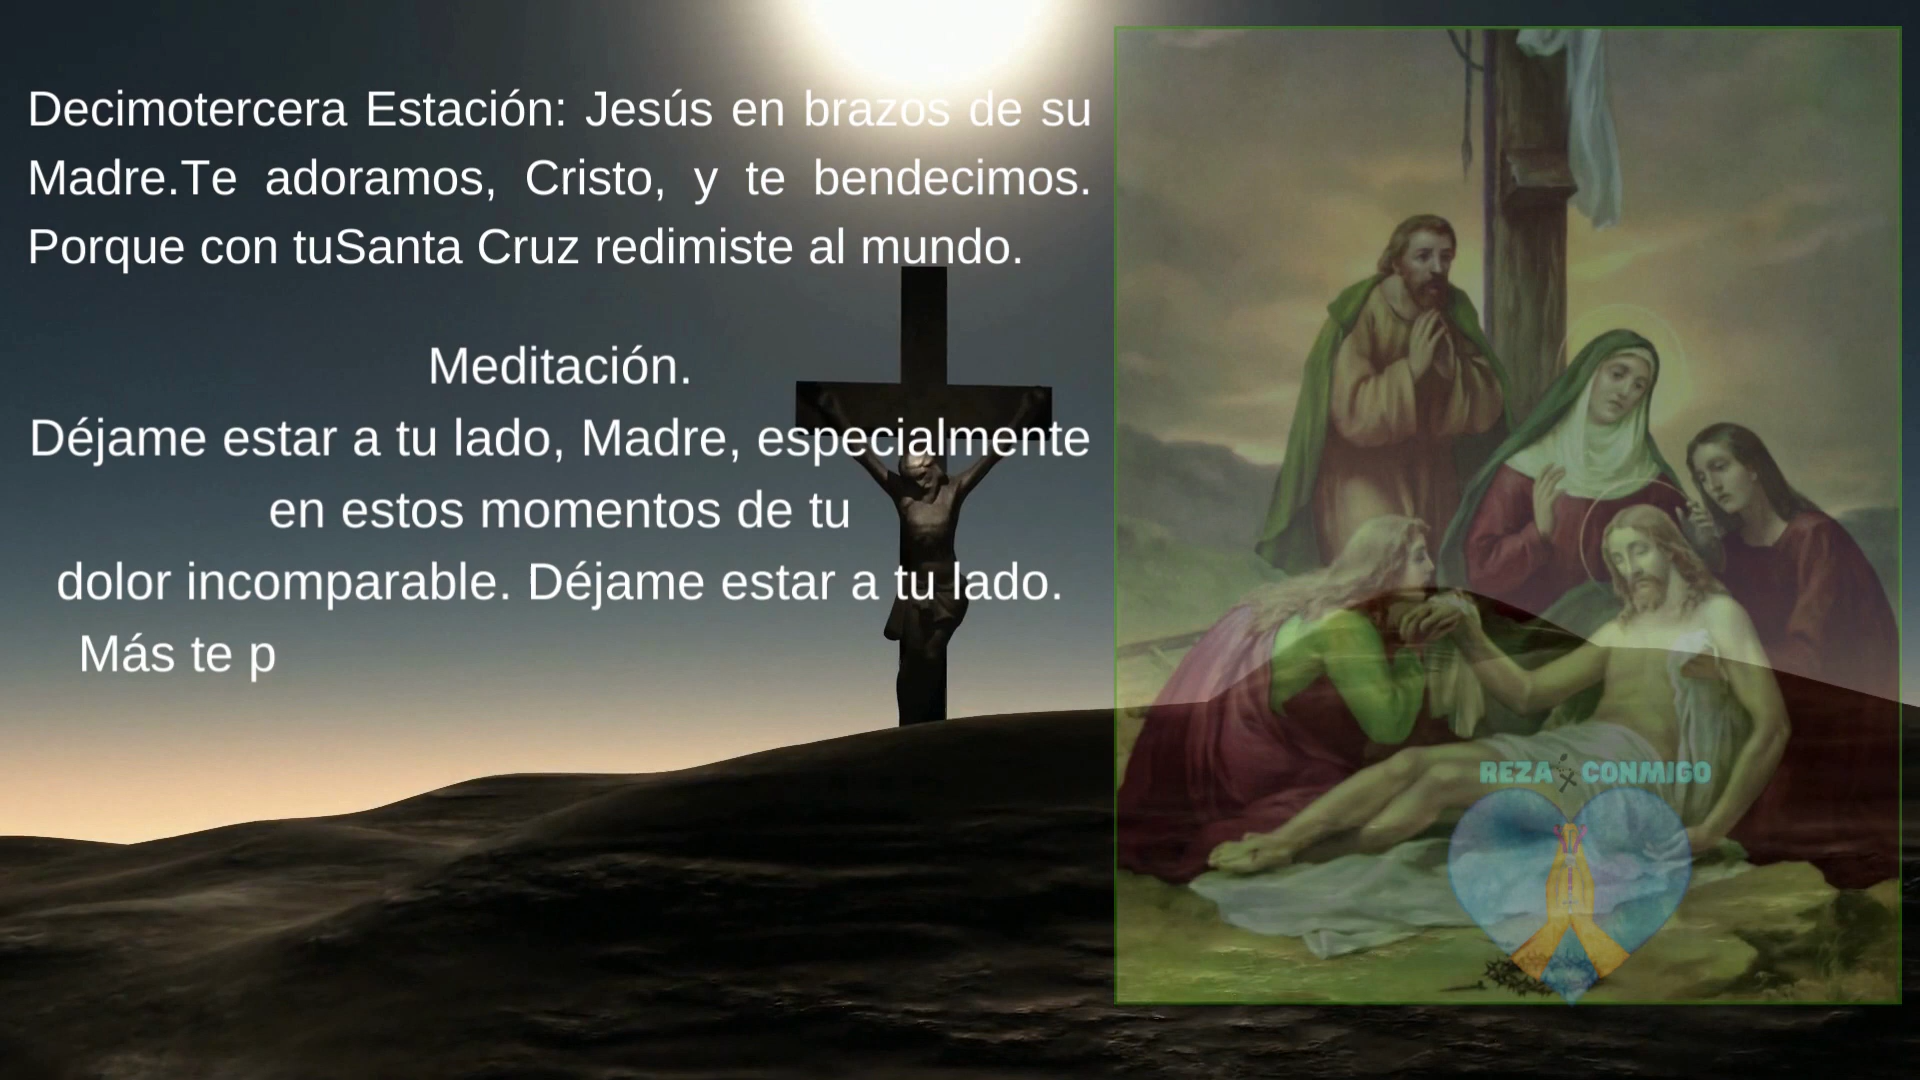 Decimotercera Estación: Jesús en brazos de su
Madre.Te adoramos, Cristo, y te bendecimos.
Porque con tuSanta Cruz redimiste al mundo.
Meditación.
Déjame estar a tu lado, Madre, especialmente
en estos momentos de tu
dolor incomparable. Déjame estar a tu lado.
Más te p
REZA CONMIGO